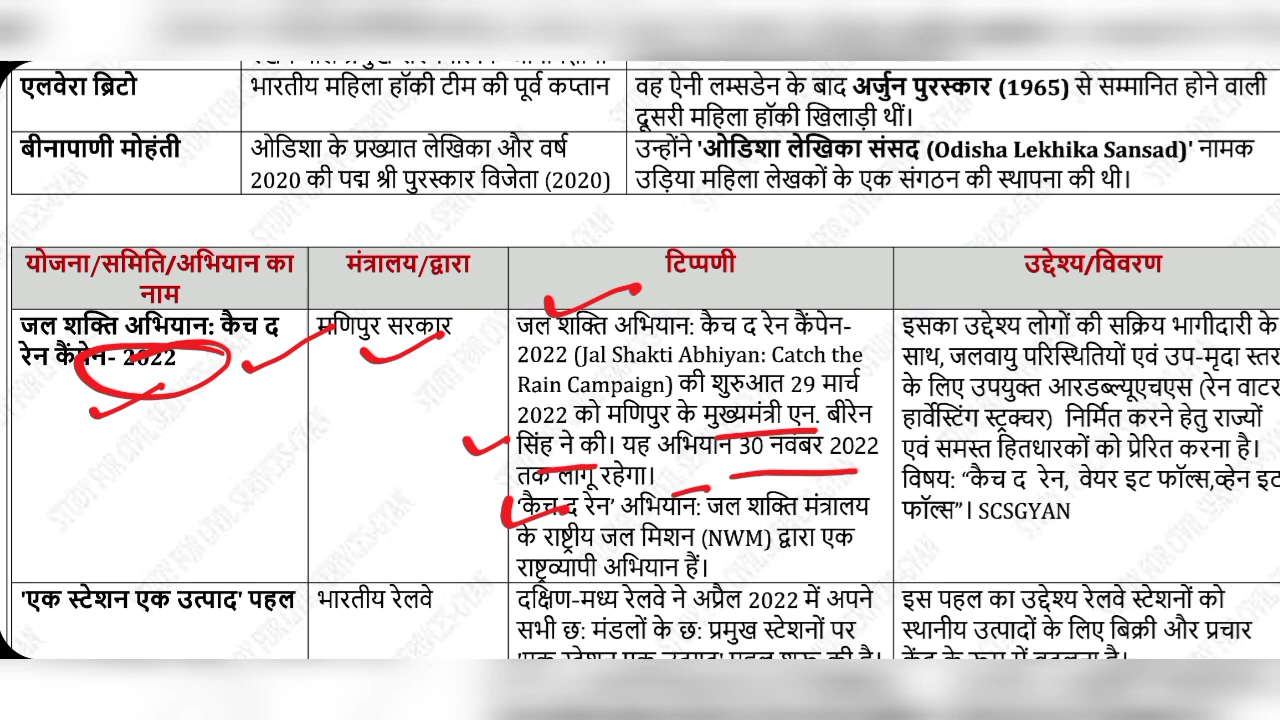 एलवेरा ब्रिटो
भारतीय महिला हॉकी टीम की पूर्व कप्तान
वह ऐनी लम्सडेन के बाद अर्जुन पुरस्कार (1965) से सम्मानित होने वाली
दूसरी महिला हॉकी खिलाड़ी थीं।
बीनापाणी मोहंती
ओडिशा के प्रख्यात लेखिका और वर्ष
2020 की पद्म श्री पुरस्कार विजेता (2020)
उन्होंने 'ओडिशा लेखिका संसद (Odisha Lekhika Sansad)' नामक
उड़िया महिला लेखकों के एक संगठन की स्थापना की थी।
योजना/समिति/अभियान का
नाम
मंत्रालय/द्वारा
टिप्पणी
उद्देश्य/विवरण
जल शक्ति अभियान: कैच द
रेन कैंपेन- 2022
मणिपुर सरकार
जल शक्ति अभियान: कैच द रेन कैंपेन-
2022 (Jal Shakti Abhiyan: Catch the
Rain Campaign) की शुरुआत 29 मार्च
2022 को मणिपुर के मुख्यमंत्री एन. बीरेन
सिंह ने की। यह अभियान 30 नवंबर 2022
तक लागू रहेगा।
'कैच द रेन' अभियान: जल शक्ति मंत्रालय
के राष्ट्रीय जल मिशन (NWM) द्वारा एक
राष्ट्रव्यापी अभियान हैं।
इसका उद्देश्य लोगों की सक्रिय भागीदारी के
साथ, जलवायु परिस्थितियों एवं उप-मृदा स्तर
के लिए उपयुक्त आरडब्ल्यूएचएस (रेन वाटर
हार्वेस्टिंग स्ट्रक्चर) निर्मित करने हेतु राज्यों
एवं समस्त हितधारकों को प्रेरित करना है।
विषय: “कैच द रेन, वेयर इट फॉल्स,व्हेन इट
फॉल्स”। SCSGYAN
'एक स्टेशन एक उत्पाद' पहल
भारतीय रेलवे
दक्षिण-मध्य रेलवे ने अप्रैल 2022 में अपने
सभी छ: मंडलों के छ: प्रमुख स्टेशनों पर
इस पहल का उद्देश्य रेलवे स्टेशनों को
स्थानीय उत्पादों के लिए बिक्री और प्रचार